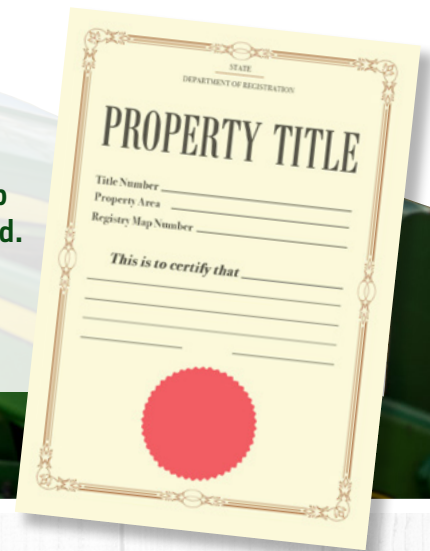 STATE
DEPARTMENT OF REGISTRATION
PROPERTY TITLE
Title Number
Property Area
Registry Map Number
This is to certify that
d.